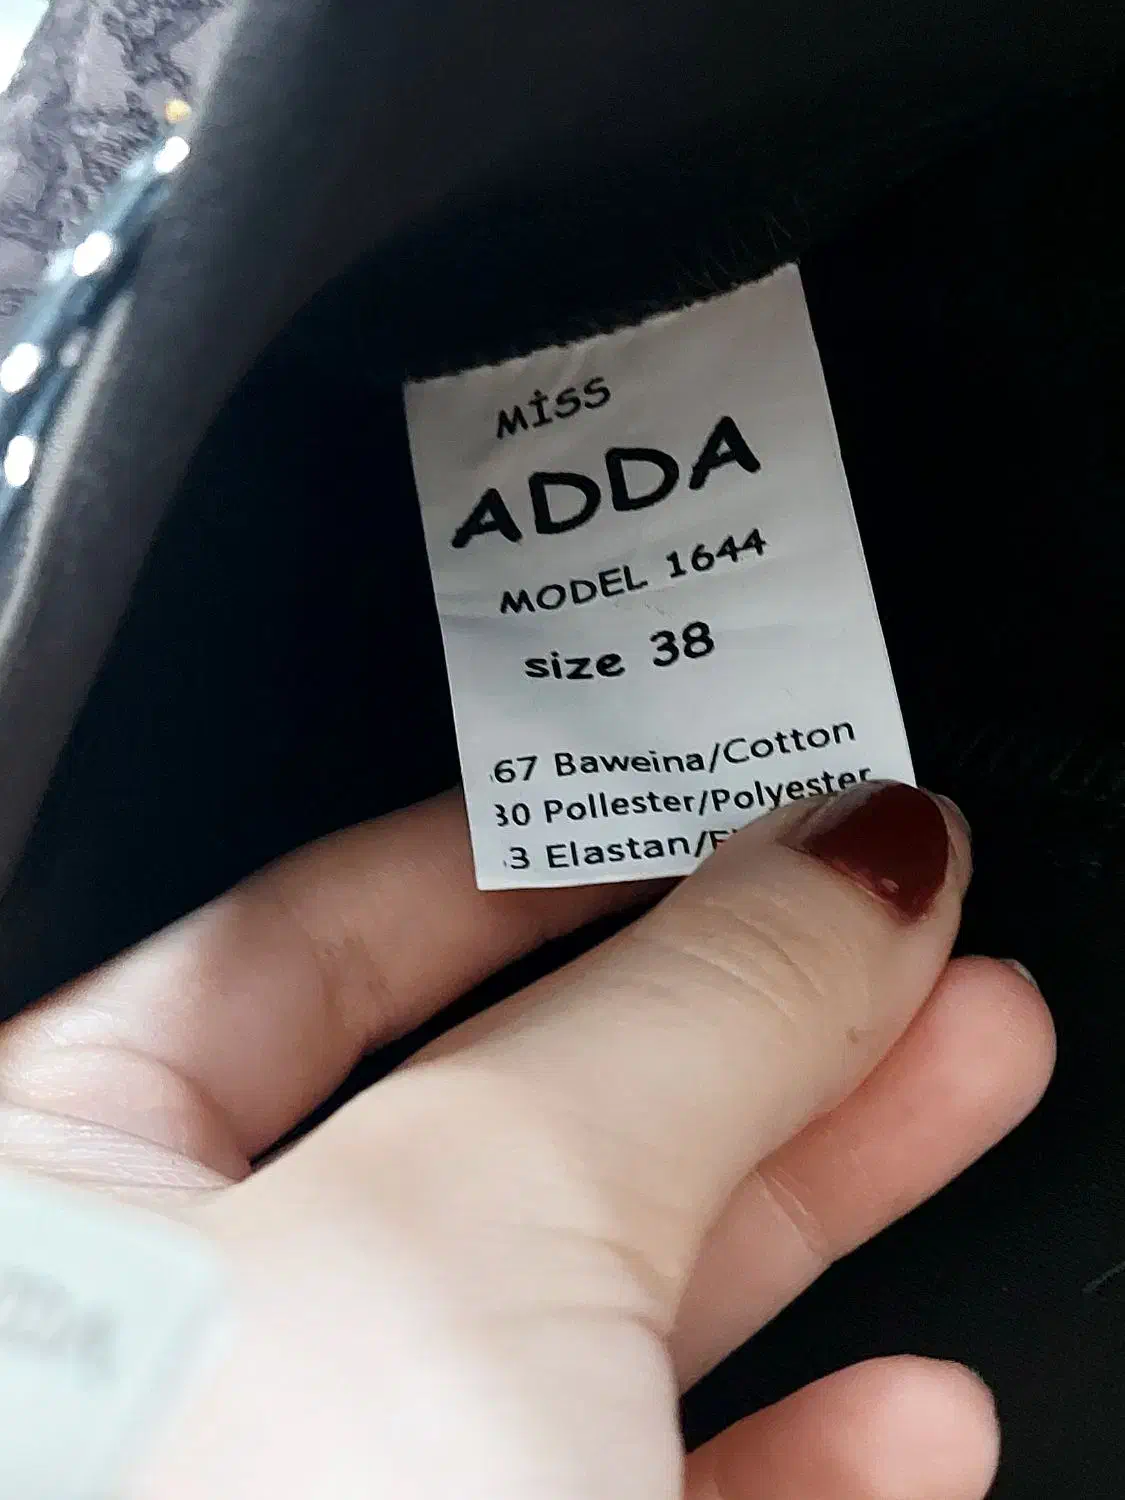 MİSS
ADDA
MODEL 1644
size 38
67 Baweina/Cotton
30 Pollester/Polyester
3 Elastan/